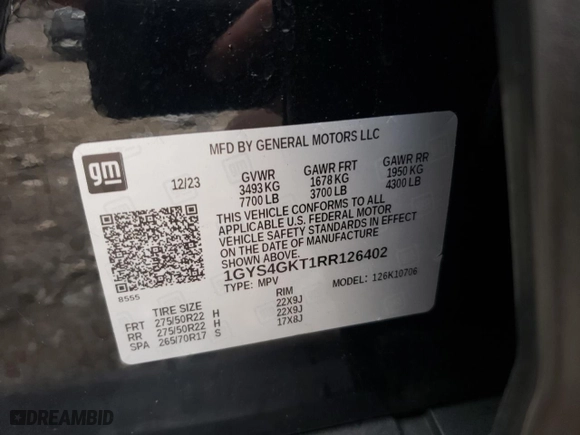 MFD BY GENERAL MOTORS LLC
gm
12/23
GVWR GAWR FRT GAWR RR
3493 KG 1678 KG 1950 KG
7700 LB 3700 LB 4300 LB
THIS VEHICLE CONFORMS TO ALL
APPLICABLE U.S. FEDERAL MOTOR
VEHICLE SAFETY STANDARDS IN EFFECT
ON THE DATE OF MANUFACTURE
SHOWN ABOVE.
1GYS4GKT1RR126402
8555
TYPE: MPV MODEL: 126K10706
TIRE SIZE RIM
FRT 275/50R22 H 22X9J
RR 275/50R22 H 22X9J
SPA 265/70R17 S 17X8J
DREAMBID